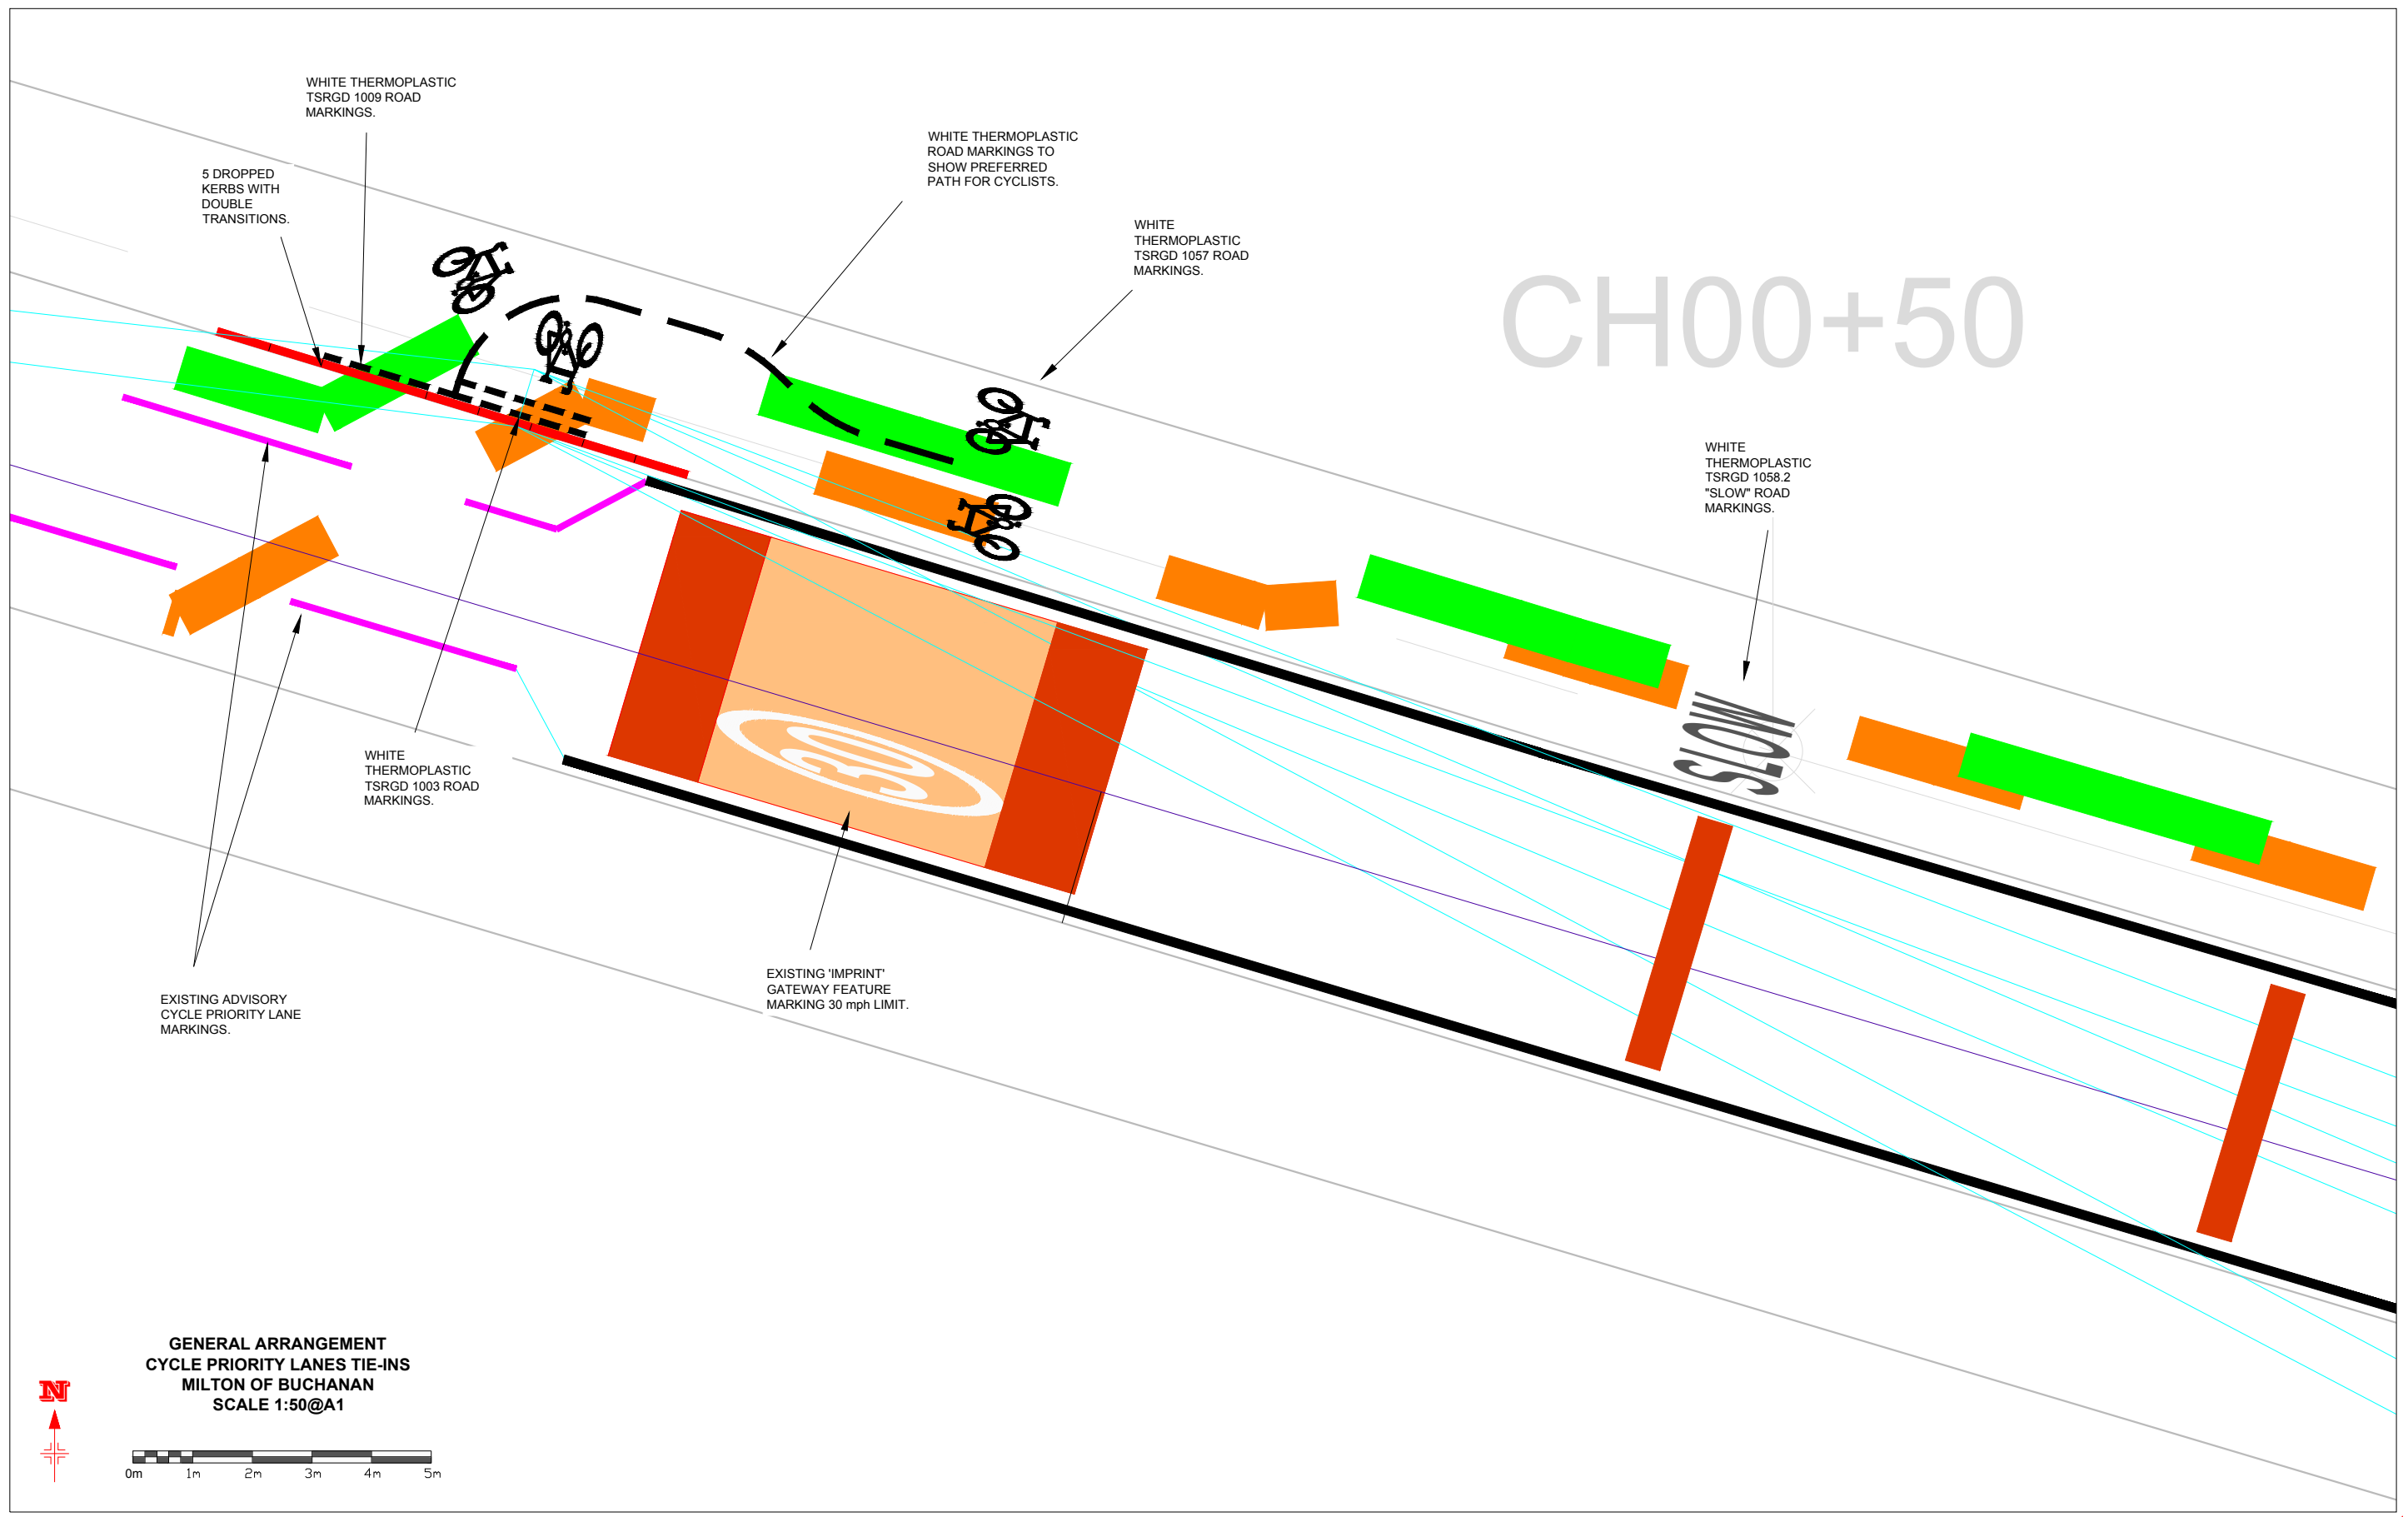 WHITE THERMOPLASTIC
TSRGD 1009 ROAD
MARKINGS.
5 DROPPED
KERBS WITH
DOUBLE
TRANSITIONS.
WHITE THERMOPLASTIC
ROAD MARKINGS TO
SHOW PREFERRED
PATH FOR CYCLISTS.
WHITE
THERMOPLASTIC
TSRGD 1057 ROAD
MARKINGS.
CH00+50
WHITE
THERMOPLASTIC
TSRGD 1058.2
"SLOW" ROAD
MARKINGS.
SLOW
30
WHITE
THERMOPLASTIC
TSRGD 1003 ROAD
MARKINGS.
EXISTING ADVISORY
CYCLE PRIORITY LANE
MARKINGS.
EXISTING 'IMPRINT'
GATEWAY FEATURE
MARKING 30 mph LIMIT.
GENERAL ARRANGEMENT
CYCLE PRIORITY LANES TIE-INS
MILTON OF BUCHANAN
SCALE 1:50@A1
N
0m 1m 2m 3m 4m 5m